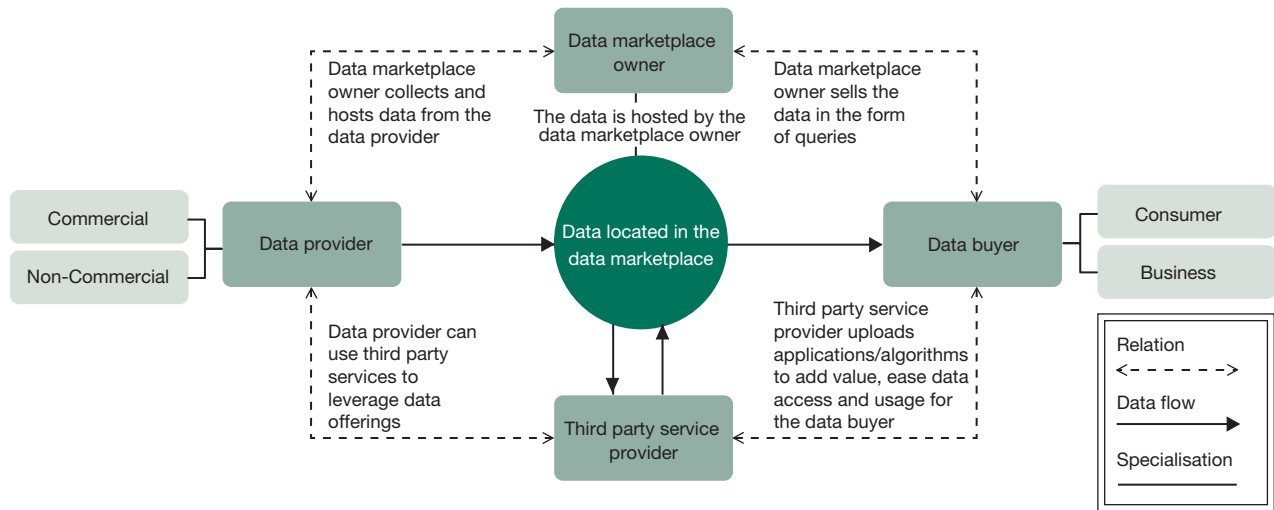 Data marketplace
owner
Data marketplace
owner collects and
hosts data from the
data provider
The data is hosted by the
data marketplace owner
Data marketplace
owner sells the
data in the form
of queries
Commercial
Non-Commercial
Data provider
Data located in the
data marketplace
Data buyer
Consumer
Business
Data provider can
use third party
services to
leverage data
offerings
Third party service
provider
Third party service
provider uploads
applications/algorithms
to add value, ease data
access and usage for
the data buyer
Relation
Data flow
Specialisation